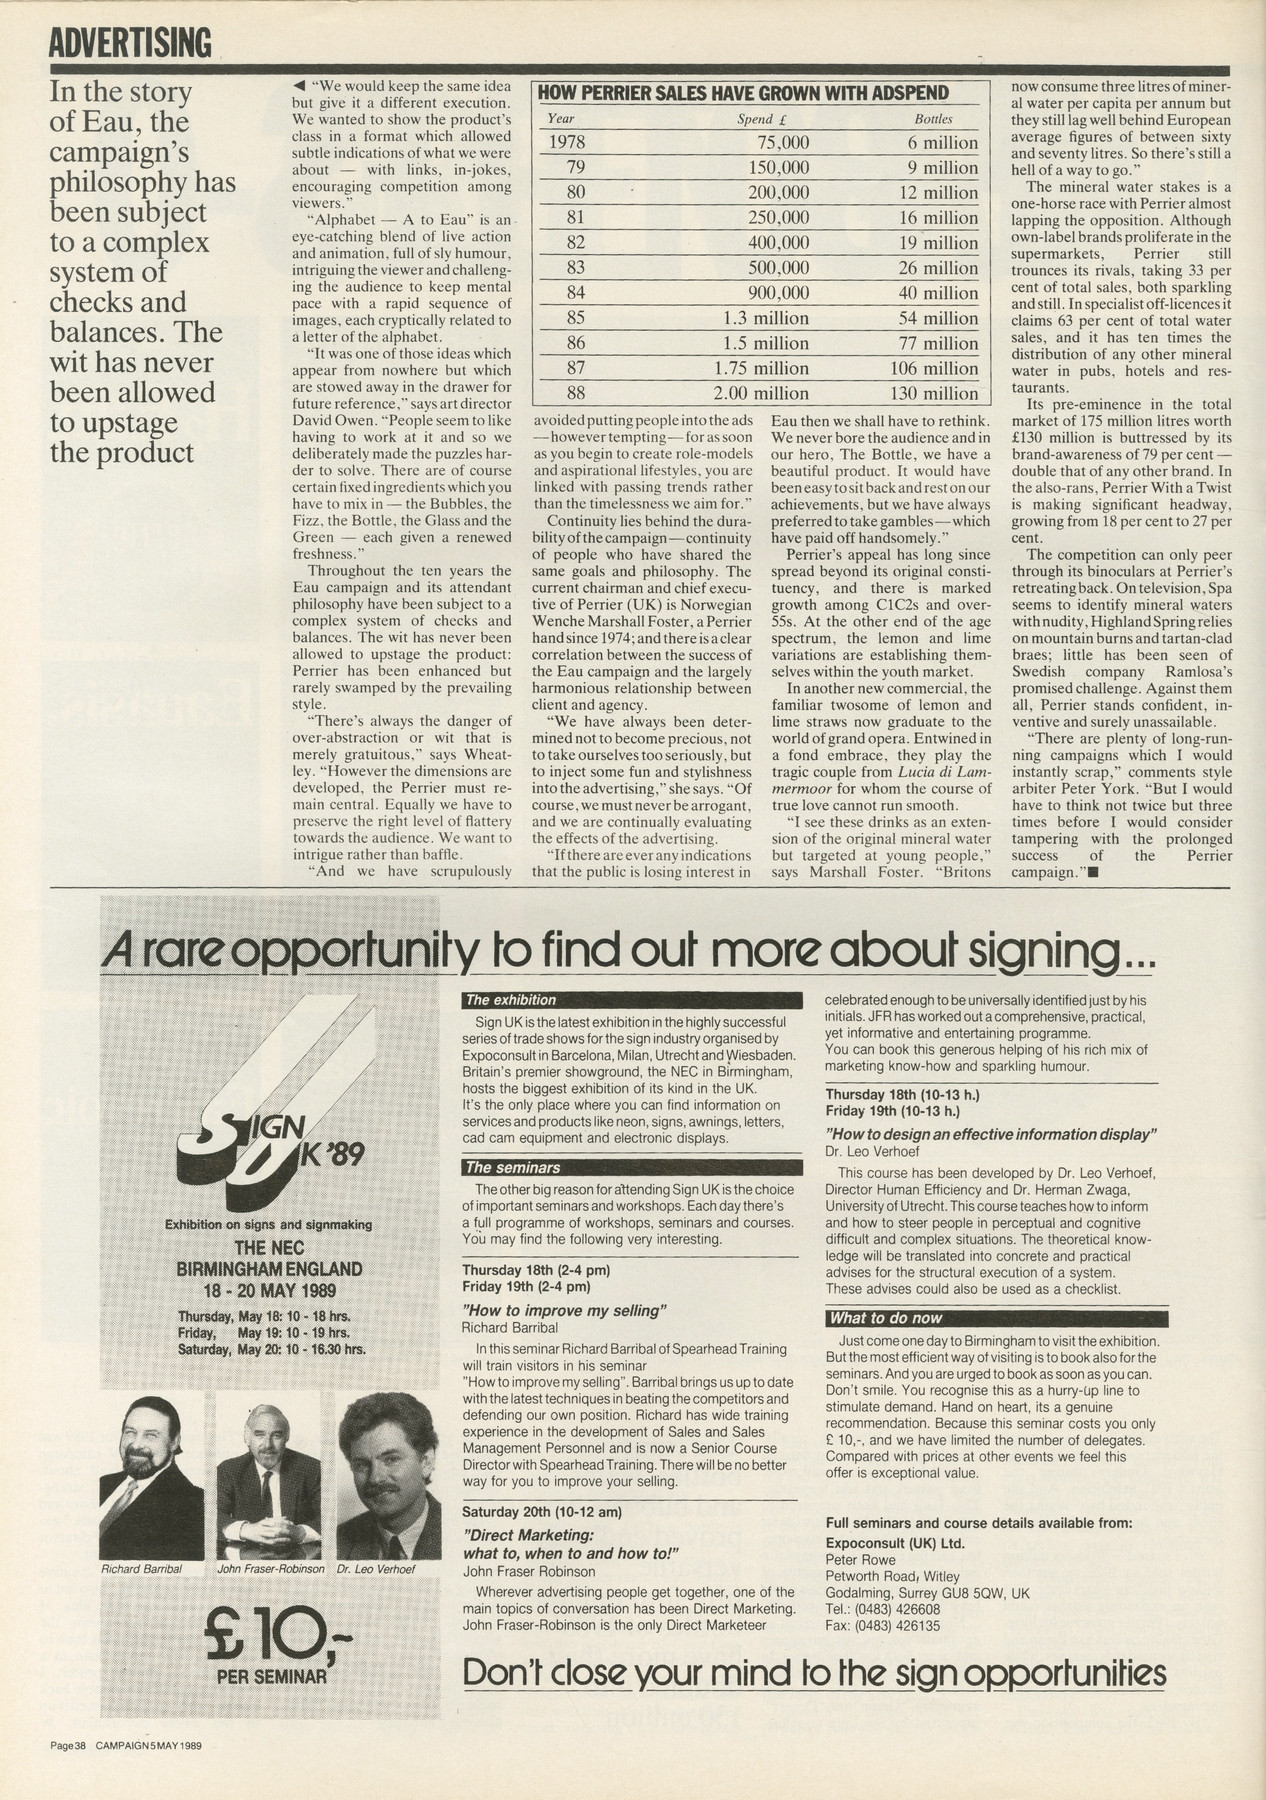 ADVERTISING
In the story
of Eau, the
campaign's
philosophy has
been subject
to a complex
system of
checks and
balances. The
wit has never
been allowed
to upstage
the product
◀ “We would keep the same idea
but give it a different execution.
We wanted to show the product's
class in a format which allowed
subtle indications of what we were
about — with links, in-jokes,
encouraging competition among
viewers.”
“Alphabet — A to Eau” is an
eye-catching blend of live action
and animation, full of sly humour,
intriguing the viewer and challeng-
ing the audience to keep mental
pace with a rapid sequence of
images, each cryptically related to
a letter of the alphabet.
“It was one of those ideas which
appear from nowhere but which
are stowed away in the drawer for
future reference,” says art director
David Owen. “People seem to like
having to work at it and so we
deliberately made the puzzles har-
der to solve. There are of course
certain fixed ingredients which you
have to mix in — the Bubbles, the
Fizz, the Bottle, the Glass and the
Green — each given a renewed
freshness.”
Throughout the ten years the
Eau campaign and its attendant
philosophy have been subject to a
complex system of checks and
balances. The wit has never been
allowed to upstage the product:
Perrier has been enhanced but
rarely swamped by the prevailing
style.
“There's always the danger of
over-abstraction or wit that is
merely gratuitous,” says Wheat-
ley. “However the dimensions are
developed, the Perrier must re-
main central. Equally we have to
preserve the right level of flattery
towards the audience. We want to
intrigue rather than baffle.
“And we have scrupulously
HOW PERRIER SALES HAVE GROWN WITH ADSPEND
Year Spend £ Bottles
1978 75,000 6 million
79 150,000 9 million
80 200,000 12 million
81 250,000 16 million
82 400,000 19 million
83 500,000 26 million
84 900,000 40 million
85 1.3 million 54 million
86 1.5 million 77 million
87 1.75 million 106 million
88 2.00 million 130 million
avoided putting people into the ads
—however tempting—for as soon
as you begin to create role-models
and aspirational lifestyles, you are
linked with passing trends rather
than the timelessness we aim for.”
Continuity lies behind the dura-
bility of the campaign—continuity
of people who have shared the
same goals and philosophy. The
current chairman and chief execu-
tive of Perrier (UK) is Norwegian
Wenche Marshall Foster, a Perrier
hand since 1974; and there is a clear
correlation between the success of
the Eau campaign and the largely
harmonious relationship between
client and agency.
“We have always been deter-
mined not to become precious, not
to take ourselves too seriously, but
to inject some fun and stylishness
into the advertising,” she says. “Of
course, we must never be arrogant,
and we are continually evaluating
the effects of the advertising.
“If there are ever any indications
that the public is losing interest in
Eau then we shall have to rethink.
We never bore the audience and in
our hero, The Bottle, we have a
beautiful product. It would have
been easy to sit back and rest on our
achievements, but we have always
preferred to take gambles—which
have paid off handsomely.”
Perrier's appeal has long since
spread beyond its original consti-
tuency, and there is marked
growth among C1C2s and over-
55s. At the other end of the age
spectrum, the lemon and lime
variations are establishing them-
selves within the youth market.
In another new commercial, the
familiar twosome of lemon and
lime straws now graduate to the
world of grand opera. Entwined in
a fond embrace, they play the
tragic couple from Lucia di Lam-
mermoor for whom the course of
true love cannot run smooth.
“I see these drinks as an exten-
sion of the original mineral water
but targeted at young people,”
says Marshall Foster. “Britons
now consume three litres of miner-
al water per capita per annum but
they still lag well behind European
average figures of between sixty
and seventy litres. So there's still a
hell of a way to go.”
The mineral water stakes is a
one-horse race with Perrier almost
lapping the opposition. Although
own-label brands proliferate in the
supermarkets, Perrier still
trounces its rivals, taking 33 per
cent of total sales, both sparkling
and still. In specialist off-licences it
claims 63 per cent of total water
sales, and it has ten times the
distribution of any other mineral
water in pubs, hotels and res-
taurants.
Its pre-eminence in the total
market of 175 million litres worth
£130 million is buttressed by its
brand-awareness of 79 per cent —
double that of any other brand. In
the also-rans, Perrier With a Twist
is making significant headway,
growing from 18 per cent to 27 per
cent.
The competition can only peer
through its binoculars at Perrier's
retreating back. On television, Spa
seems to identify mineral waters
with nudity, Highland Spring relies
on mountain burns and tartan-clad
braes; little has been seen of
Swedish company Ramlosa's
promised challenge. Against them
all, Perrier stands confident, in-
ventive and surely unassailable.
“There are plenty of long-run-
ning campaigns which I would
instantly scrap,” comments style
arbiter Peter York. “But I would
have to think not twice but three
times before I would consider
tampering with the prolonged
success of the Perrier
campaign.”■
A rare opportunity to find out more about signing...
SIGN
UK '89
Exhibition on signs and signmaking
THE NEC
BIRMINGHAM ENGLAND
18 - 20 MAY 1989
Thursday, May 18: 10 - 18 hrs.
Friday, May 19: 10 - 19 hrs.
Saturday, May 20: 10 - 16.30 hrs.
Richard Barribal
John Fraser-Robinson
Dr. Leo Verhoef
£10,-
PER SEMINAR
The exhibition
Sign UK is the latest exhibition in the highly successful
series of trade shows for the sign industry organised by
Expoconsult in Barcelona, Milan, Utrecht and Wiesbaden.
Britain's premier showground, the NEC in Birmingham,
hosts the biggest exhibition of its kind in the UK.
It's the only place where you can find information on
services and products like neon, signs, awnings, letters,
cad cam equipment and electronic displays.
The seminars
The other big reason for attending Sign UK is the choice
of important seminars and workshops. Each day there's
a full programme of workshops, seminars and courses.
You may find the following very interesting.
Thursday 18th (2-4 pm)
Friday 19th (2-4 pm)
”How to improve my selling”
Richard Barribal
In this seminar Richard Barribal of Spearhead Training
will train visitors in his seminar
”How to improve my selling”. Barribal brings us up to date
with the latest techniques in beating the competitors and
defending our own position. Richard has wide training
experience in the development of Sales and Sales
Management Personnel and is now a Senior Course
Director with Spearhead Training. There will be no better
way for you to improve your selling.
Saturday 20th (10-12 am)
”Direct Marketing:
what to, when to and how to!”
John Fraser Robinson
Wherever advertising people get together, one of the
main topics of conversation has been Direct Marketing.
John Fraser-Robinson is the only Direct Marketeer
celebrated enough to be universally identified just by his
initials. JFR has worked out a comprehensive, practical,
yet informative and entertaining programme.
You can book this generous helping of his rich mix of
marketing know-how and sparkling humour.
Thursday 18th (10-13 h.)
Friday 19th (10-13 h.)
”How to design an effective information display”
Dr. Leo Verhoef
This course has been developed by Dr. Leo Verhoef,
Director Human Efficiency and Dr. Herman Zwaga,
University of Utrecht. This course teaches how to inform
and how to steer people in perceptual and cognitive
difficult and complex situations. The theoretical know-
ledge will be translated into concrete and practical
advises for the structural execution of a system.
These advises could also be used as a checklist.
What to do now
Just come one day to Birmingham to visit the exhibition.
But the most efficient way of visiting is to book also for the
seminars. And you are urged to book as soon as you can.
Don't smile. You recognise this as a hurry-up line to
stimulate demand. Hand on heart, its a genuine
recommendation. Because this seminar costs you only
£ 10,-, and we have limited the number of delegates.
Compared with prices at other events we feel this
offer is exceptional value.
Full seminars and course details available from:
Expoconsult (UK) Ltd.
Peter Rowe
Petworth Road, Witley
Godalming, Surrey GU8 5QW, UK
Tel.: (0483) 426608
Fax: (0483) 426135
Don't close your mind to the sign opportunities
Page 38 CAMPAIGN 5 MAY 1989